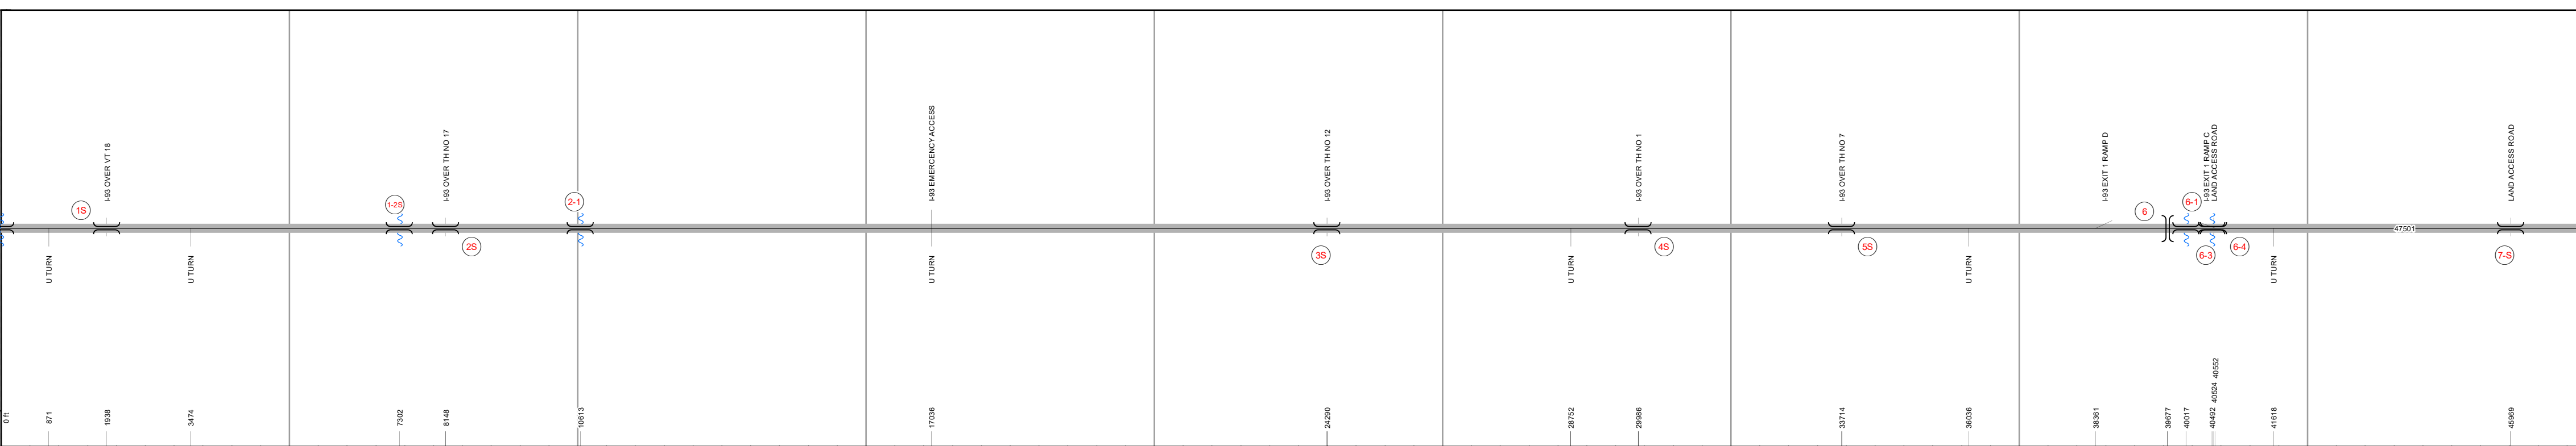 I-93 OVER VT 18
I-93 OVER TH NO 17
I-93 EMERCENCY ACCESS
I-93 OVER TH NO 12
I-93 OVER TH NO 1
I-93 OVER TH NO 7
I-93 EXIT 1 RAMP D
I-93 EXIT 1 RAMP C
LAND ACCESS ROAD
LAND ACCESS ROAD
1S
1-2S
2S
2-1
3S
4S
5S
6
6-1
6-3
6-4
7-S
47501
U TURN
U TURN
U TURN
U TURN
U TURN
U TURN
0 ft
871
1938
3474
7302
8148
10613
17036
24290
28752
29986
33714
36036
38361
39677
40017
40492
40524
40552
41618
45969